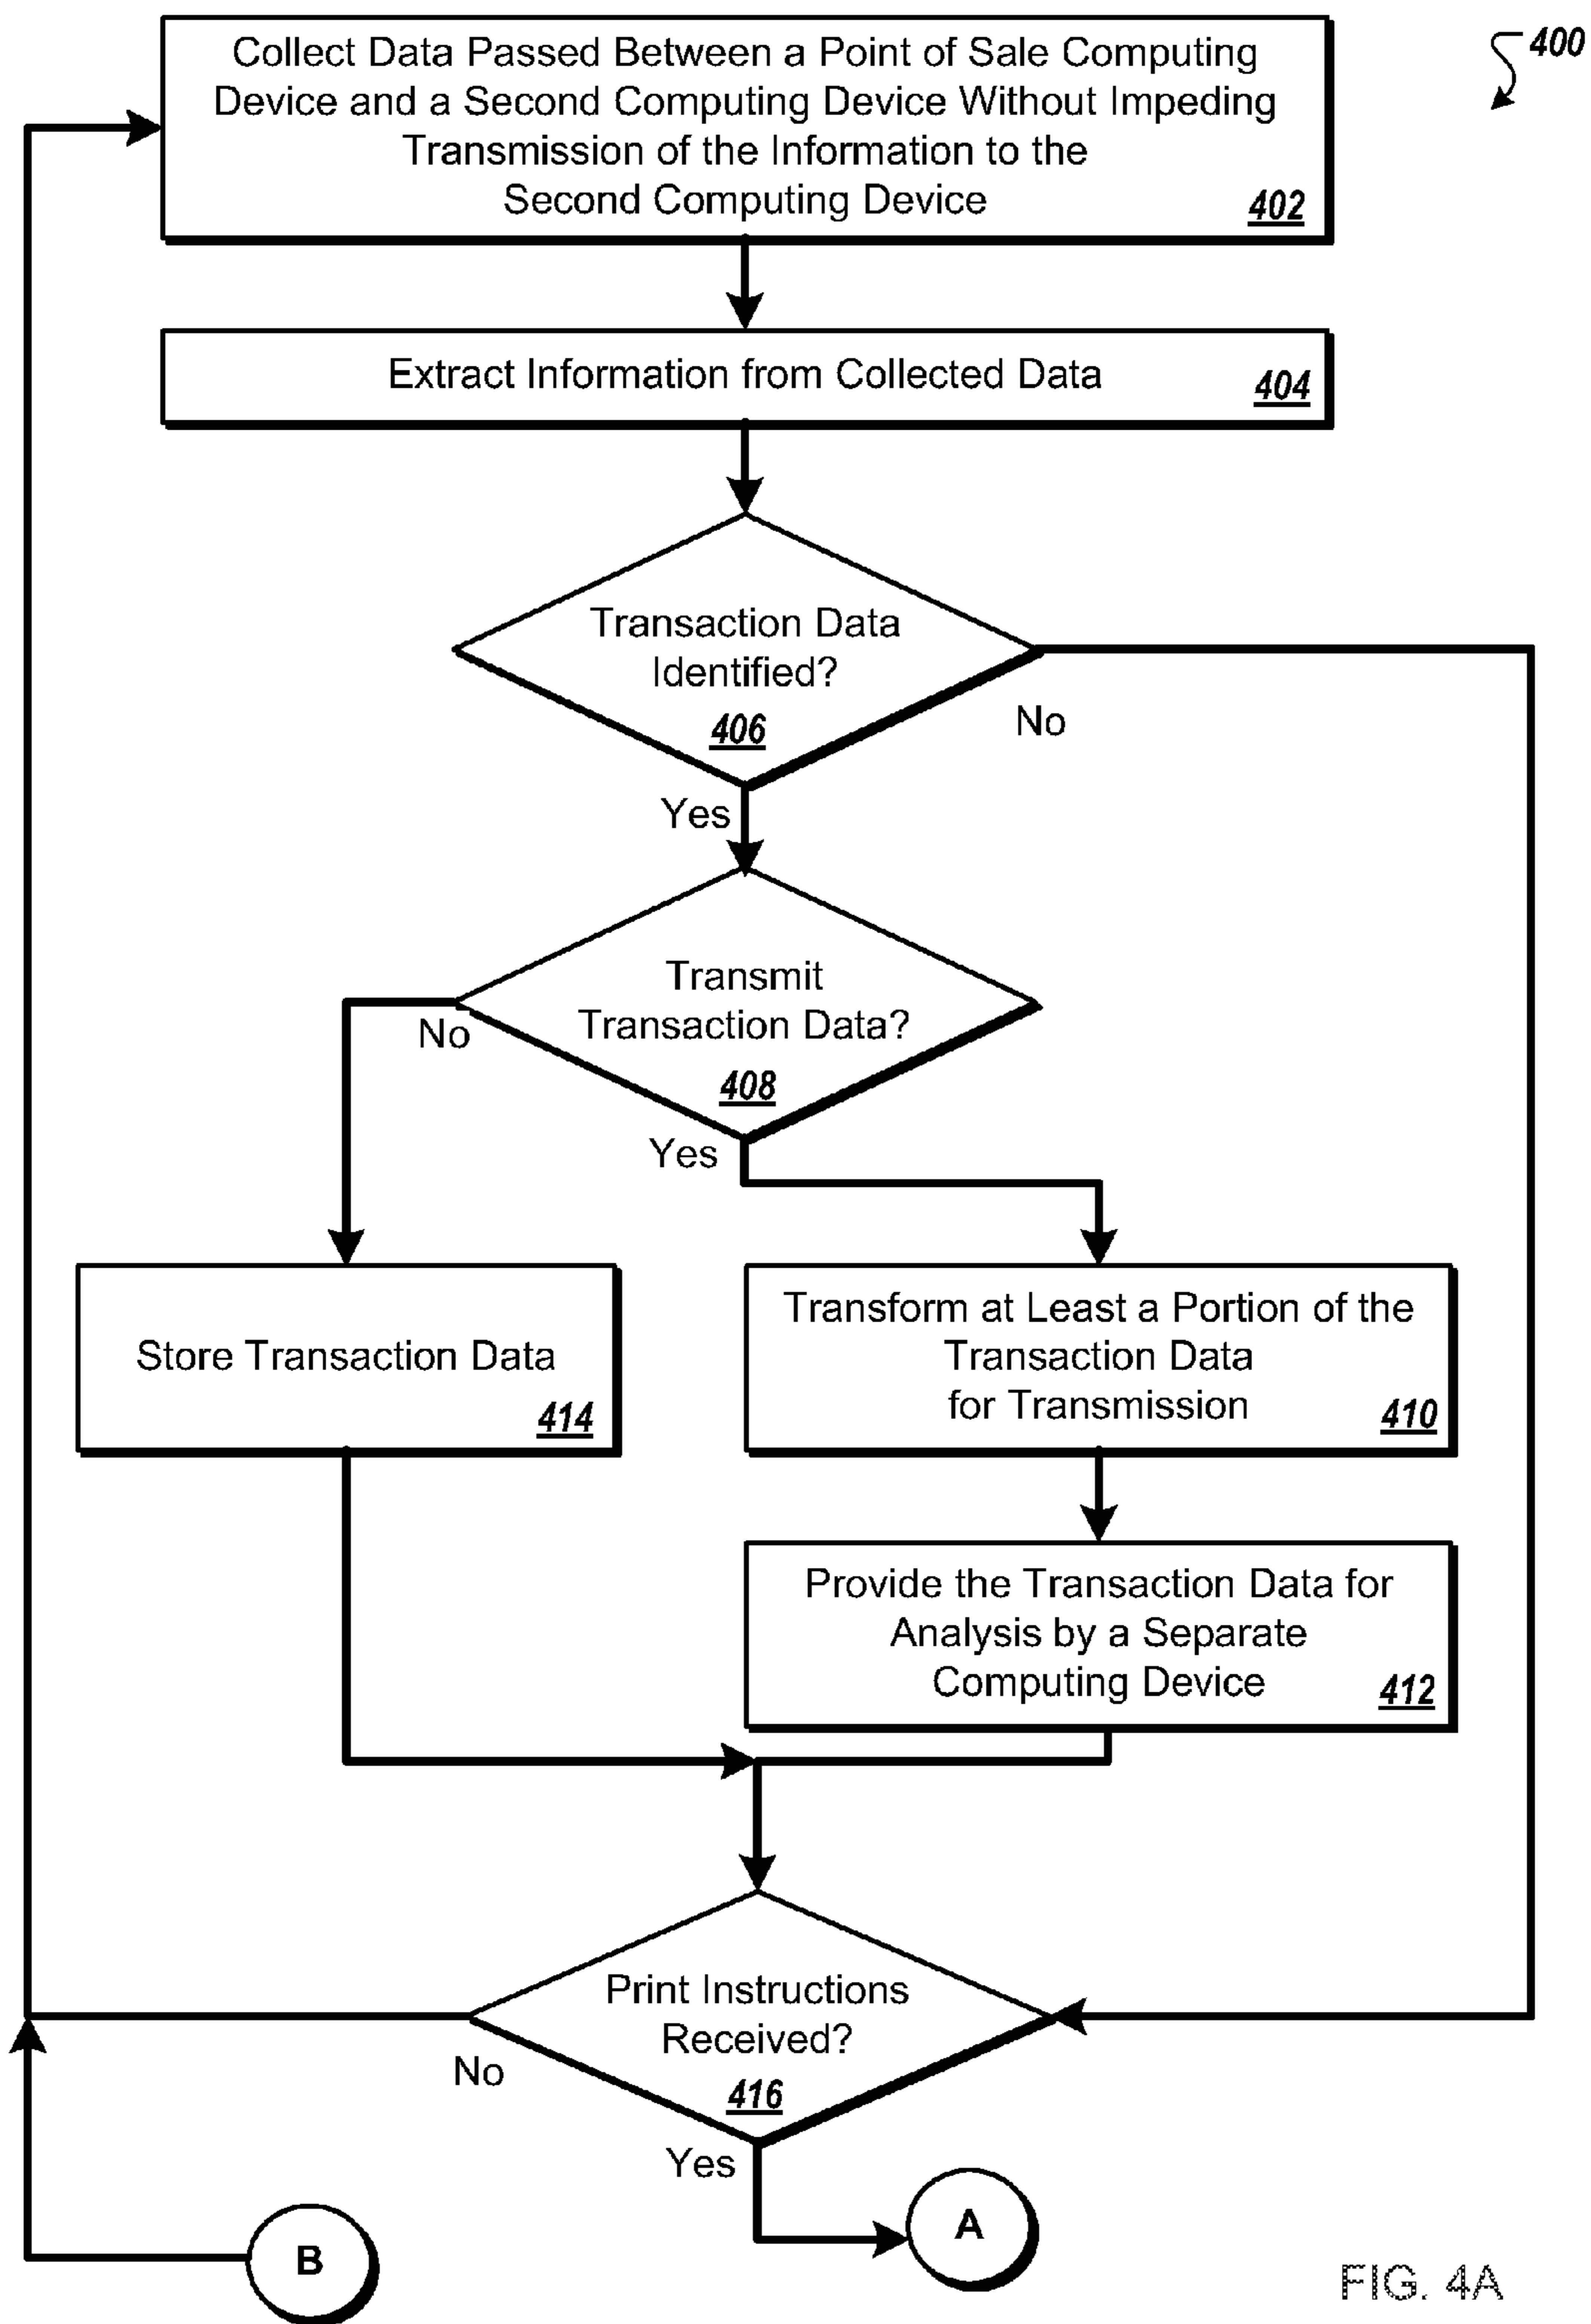 400
Collect Data Passed Between a Point of Sale Computing
Device and a Second Computing Device Without Impeding
Transmission of the Information to the
Second Computing Device
402
Extract Information from Collected Data
404
Transaction Data
Identified?
406
No
Yes
Transmit
Transaction Data?
408
No
Yes
Store Transaction Data
414
Transform at Least a Portion of the
Transaction Data
for Transmission
410
Provide the Transaction Data for
Analysis by a Separate
Computing Device
412
Print Instructions
Received?
416
No
Yes
A
B
FIG. 4A